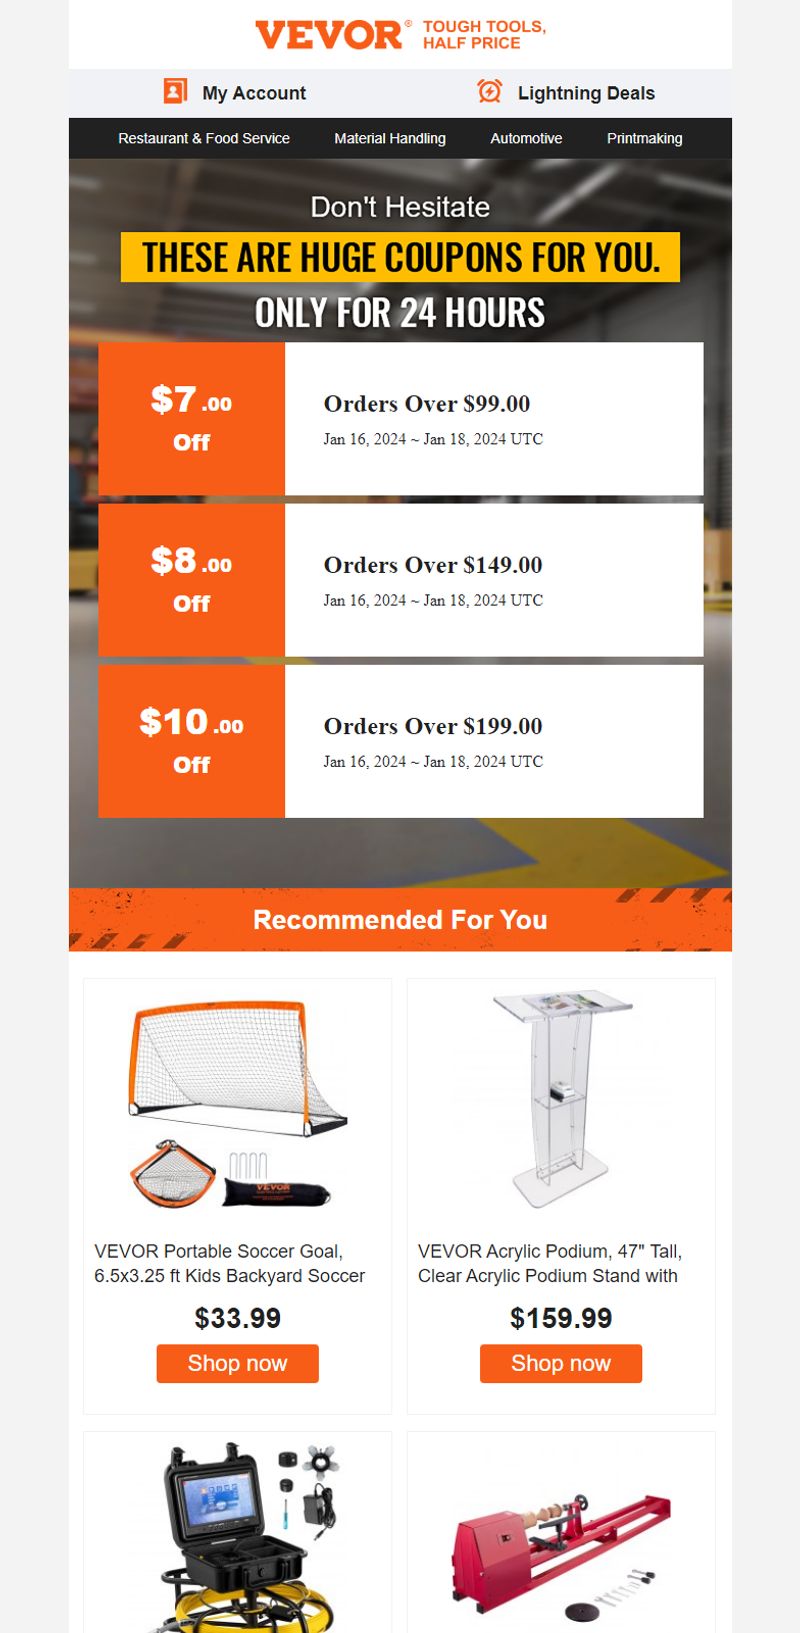 VEVOR® TOUGH TOOLS,
HALF PRICE
My Account
Lightning Deals
Restaurant & Food Service
Material Handling
Automotive
Printmaking
Don't Hesitate
THESE ARE HUGE COUPONS FOR YOU.
ONLY FOR 24 HOURS
$7.00
Off
Orders Over $99.00
Jan 16, 2024 ~ Jan 18, 2024 UTC
$8.00
Off
Orders Over $149.00
Jan 16, 2024 ~ Jan 18, 2024 UTC
$10.00
Off
Orders Over $199.00
Jan 16, 2024 ~ Jan 18, 2024 UTC
Recommended For You
VEVOR
VEVOR Portable Soccer Goal,
6.5x3.25 ft Kids Backyard Soccer
$33.99
Shop now
VEVOR Acrylic Podium, 47" Tall,
Clear Acrylic Podium Stand with
$159.99
Shop now